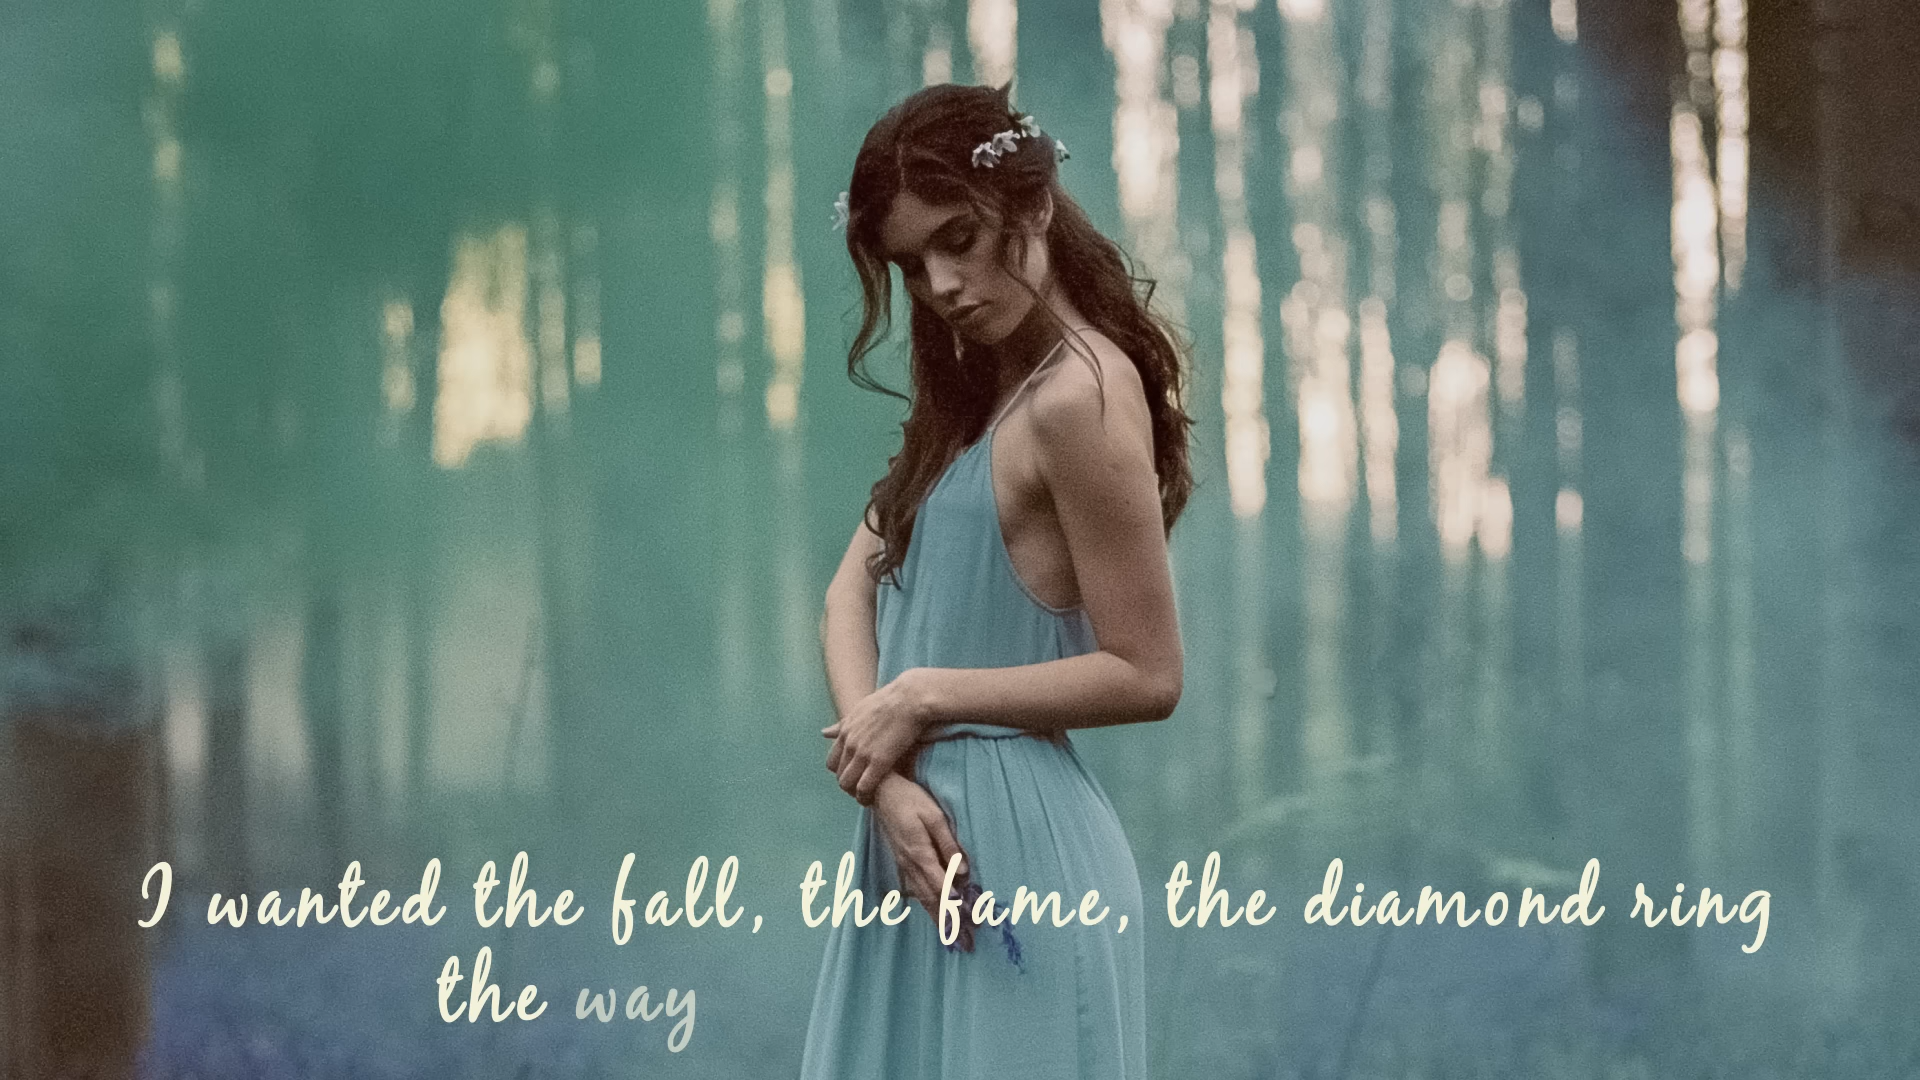 I wanted the fall, the fame, the diamond ring
the way